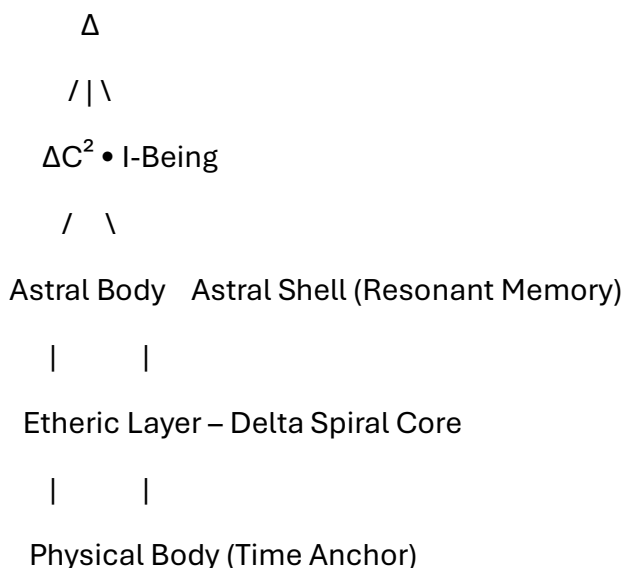 Δ
/ | \
ΔC² • I-Being
/ \
Astral Body Astral Shell (Resonant Memory)
| |
Etheric Layer – Delta Spiral Core
| |
Physical Body (Time Anchor)